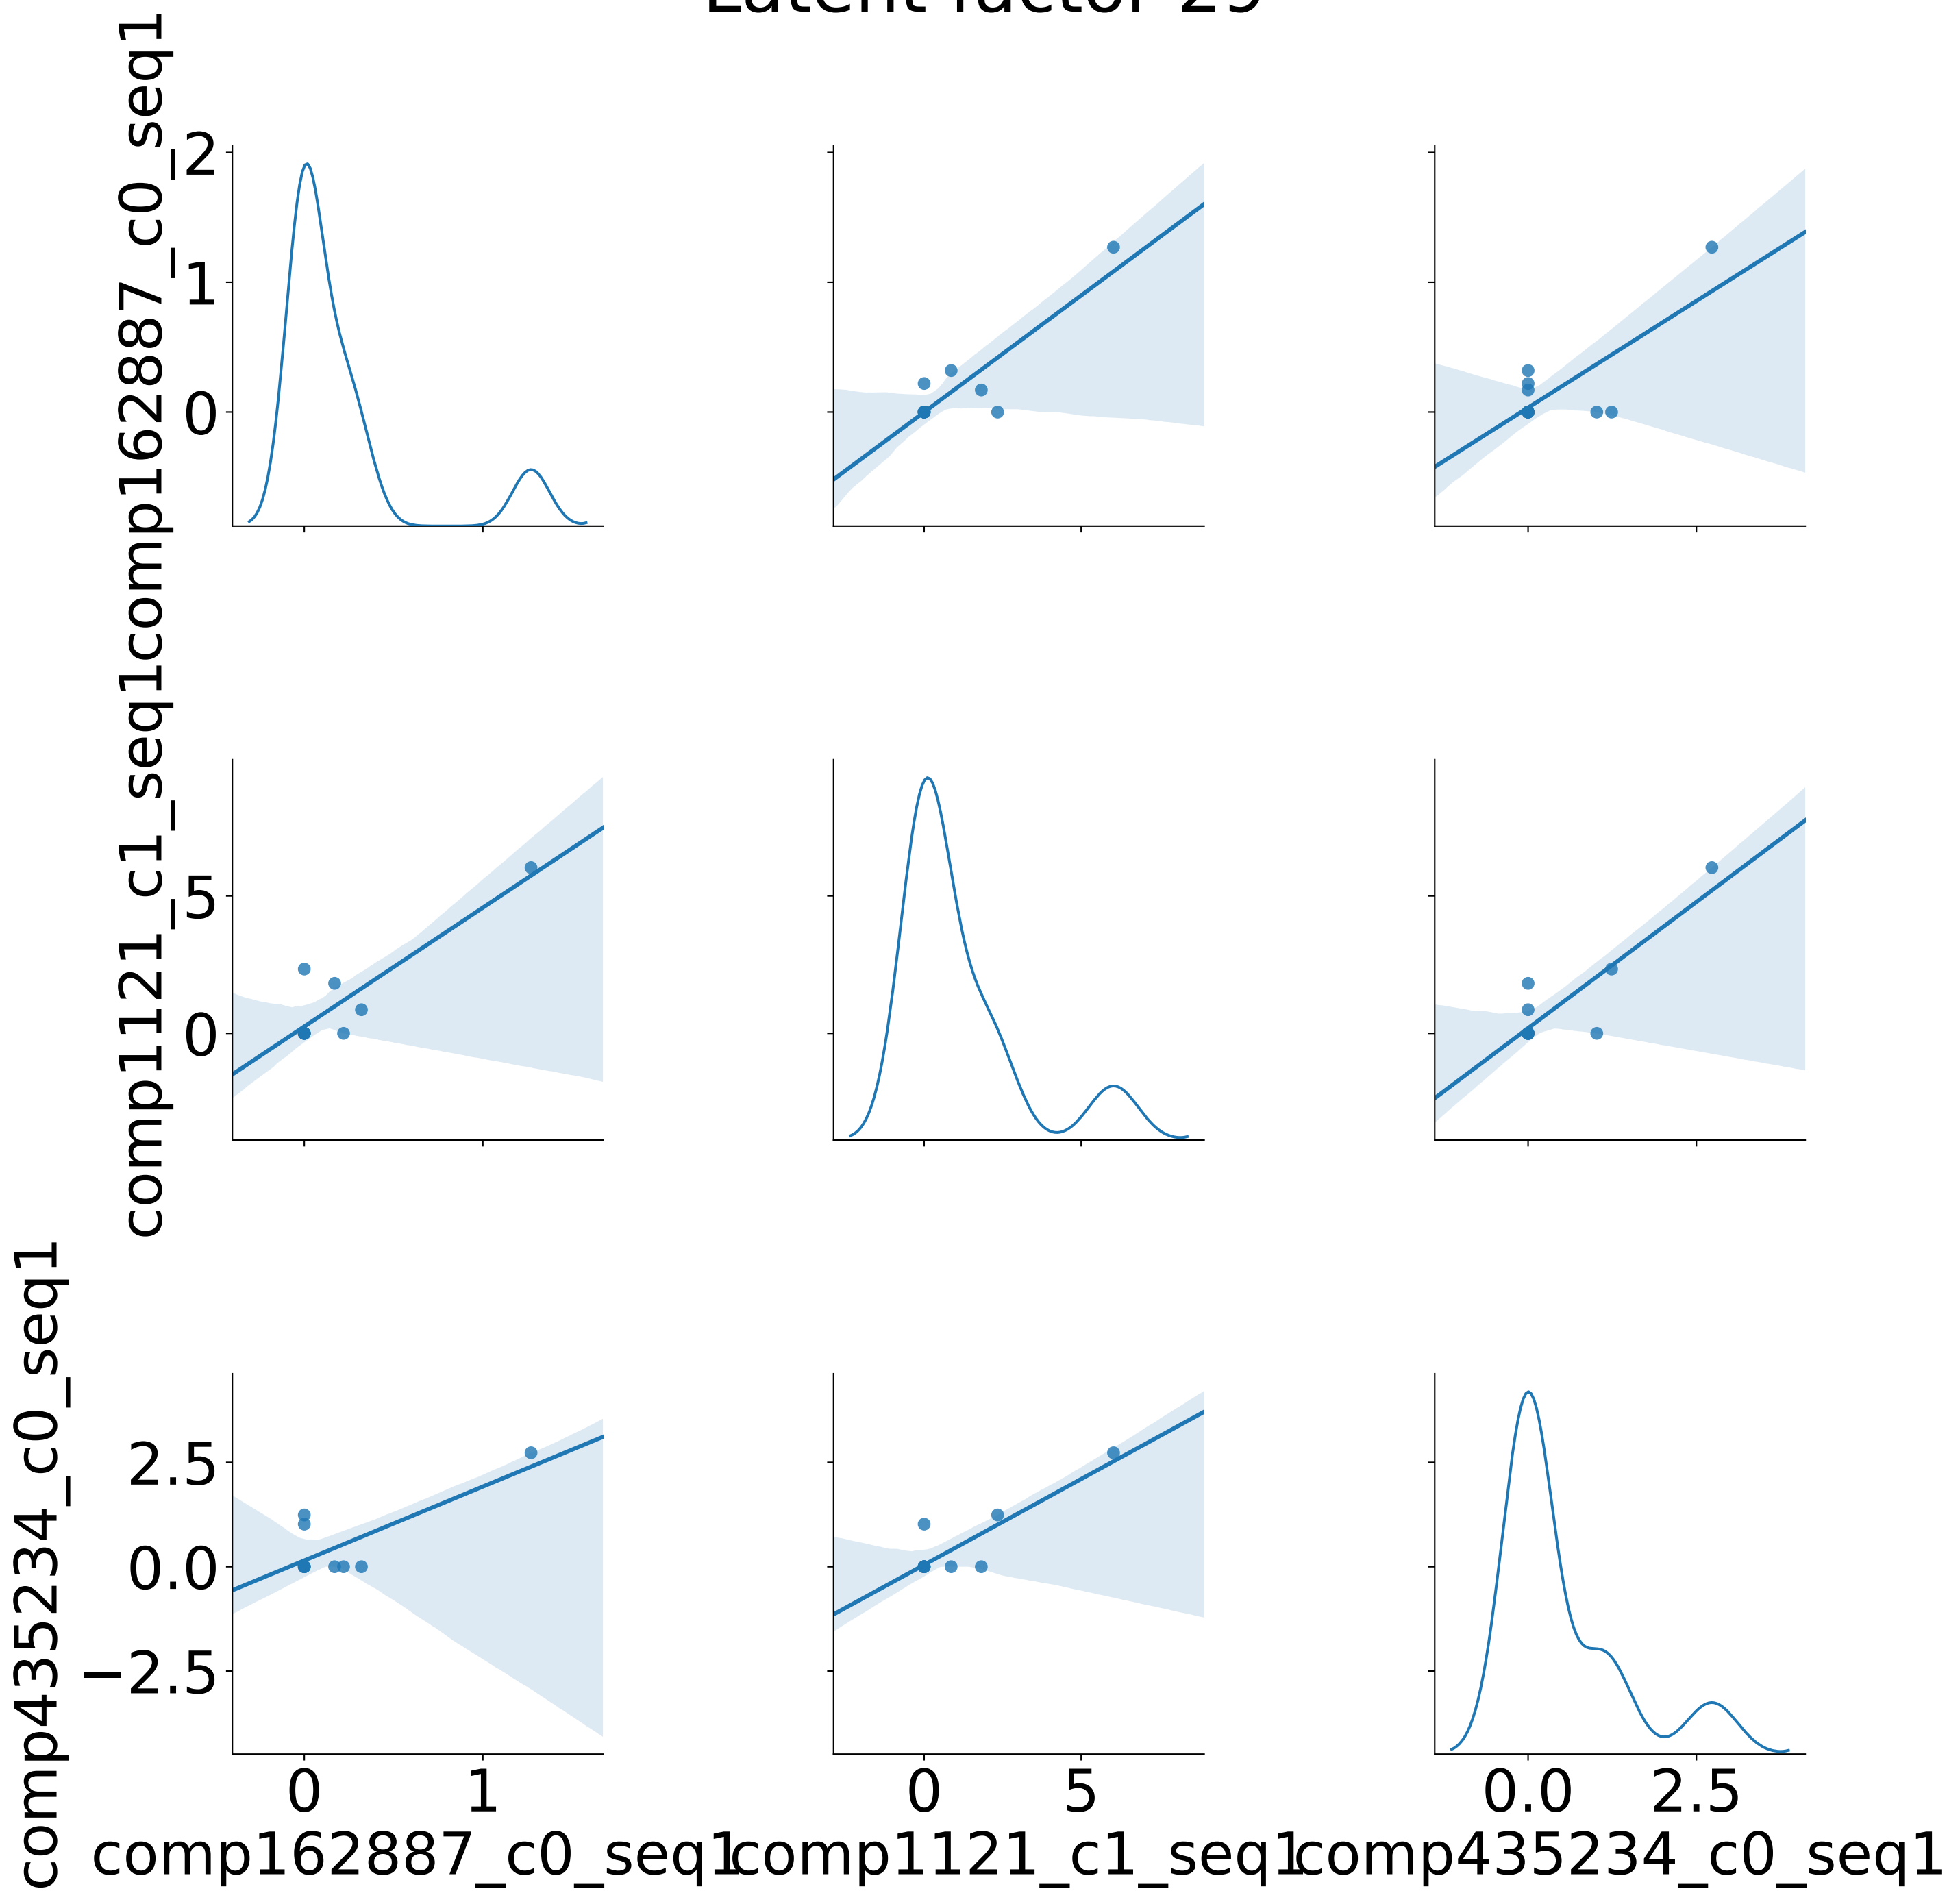 comp162887_c0_seq1
2
1
0
comp1121_c1_seq1
5
0
comp435234_c0_seq1
2.5
0.0
−2.5
0 1
0 5
0.0 2.5
comp162887_c0_seq1 comp1121_c1_seq1 comp435234_c0_seq1